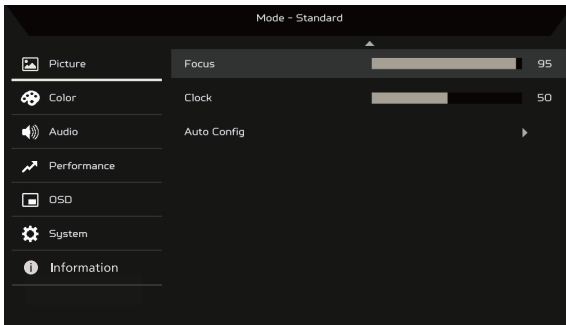 Mode - Standard
Picture
Focus
95
Color
Clock
50
Audio
Auto Config
Performance
OSD
System
Information